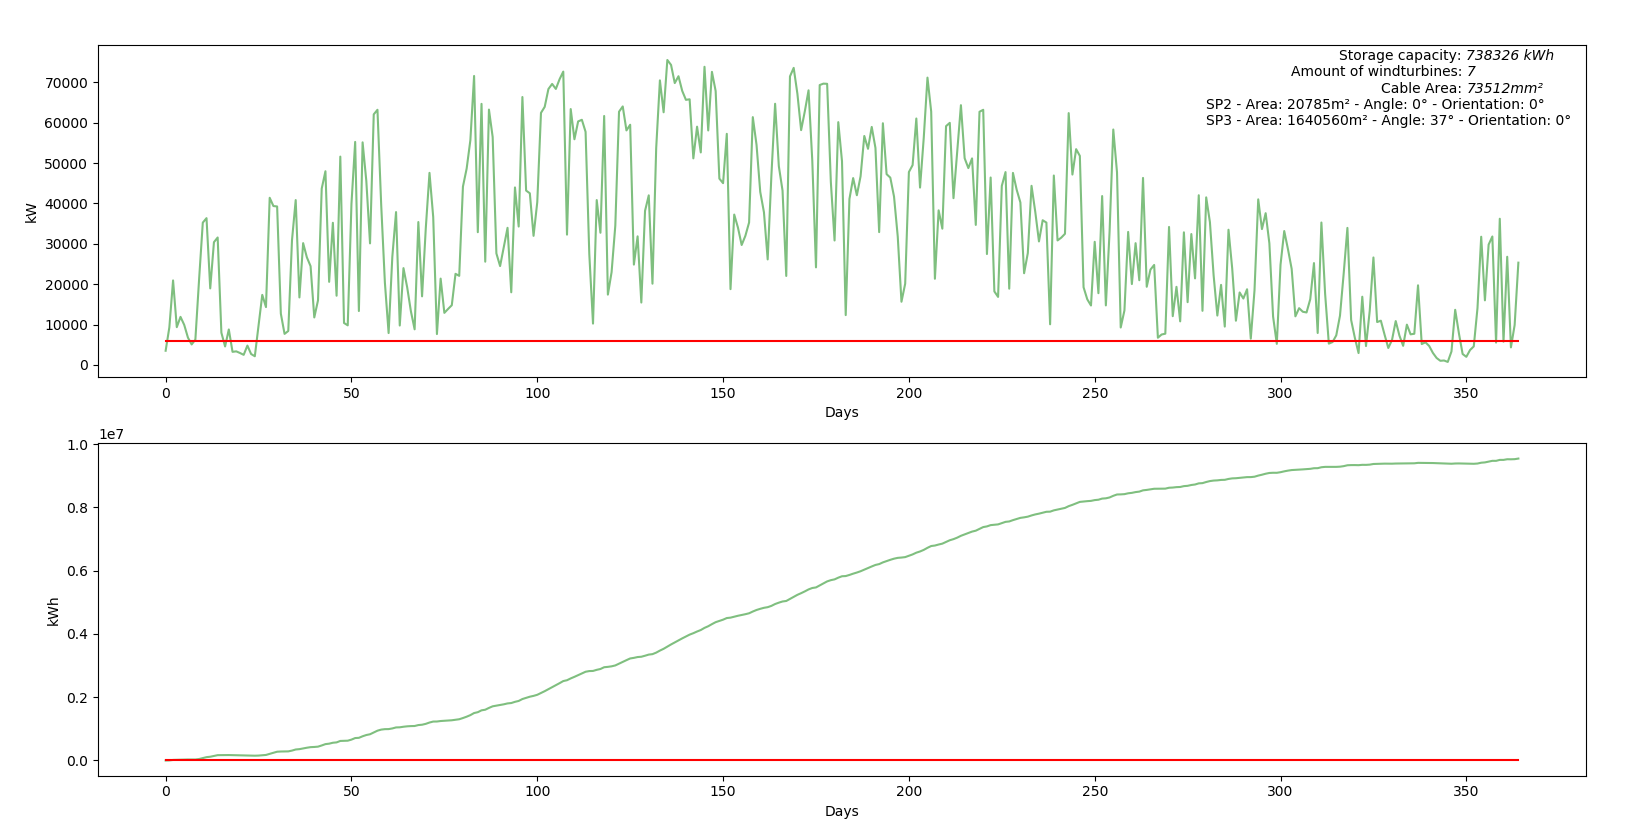 Storage capacity: 738326 kWh
Amount of windturbines: 7
Cable Area: 73512mm²
SP2 - Area: 20785m² - Angle: 0° - Orientation: 0°
SP3 - Area: 1640560m² - Angle: 37° - Orientation: 0°
70000
60000
50000
40000
30000
20000
10000
0
kW
0 50 100 150 200 250 300 350
Days
1e7
1.0
0.8
0.6
0.4
0.2
0.0
kWh
0 50 100 150 200 250 300 350
Days